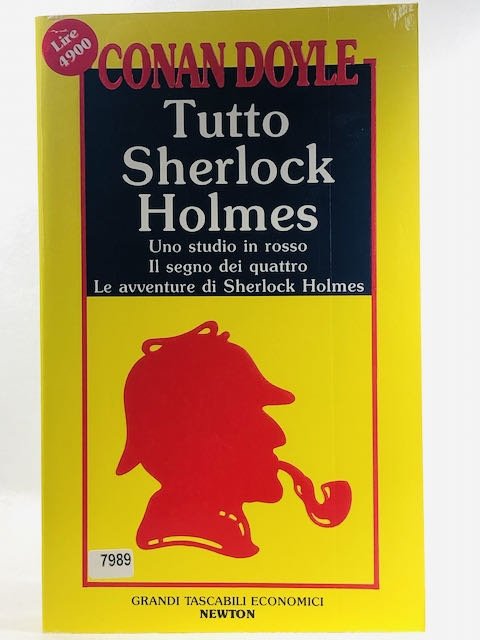 Lire
4900
CONAN DOYLE
Tutto
Sherlock
Holmes
Uno studio in rosso
Il segno dei quattro
Le avventure di Sherlock Holmes
7989
GRANDI TASCABILI ECONOMICI
NEWTON